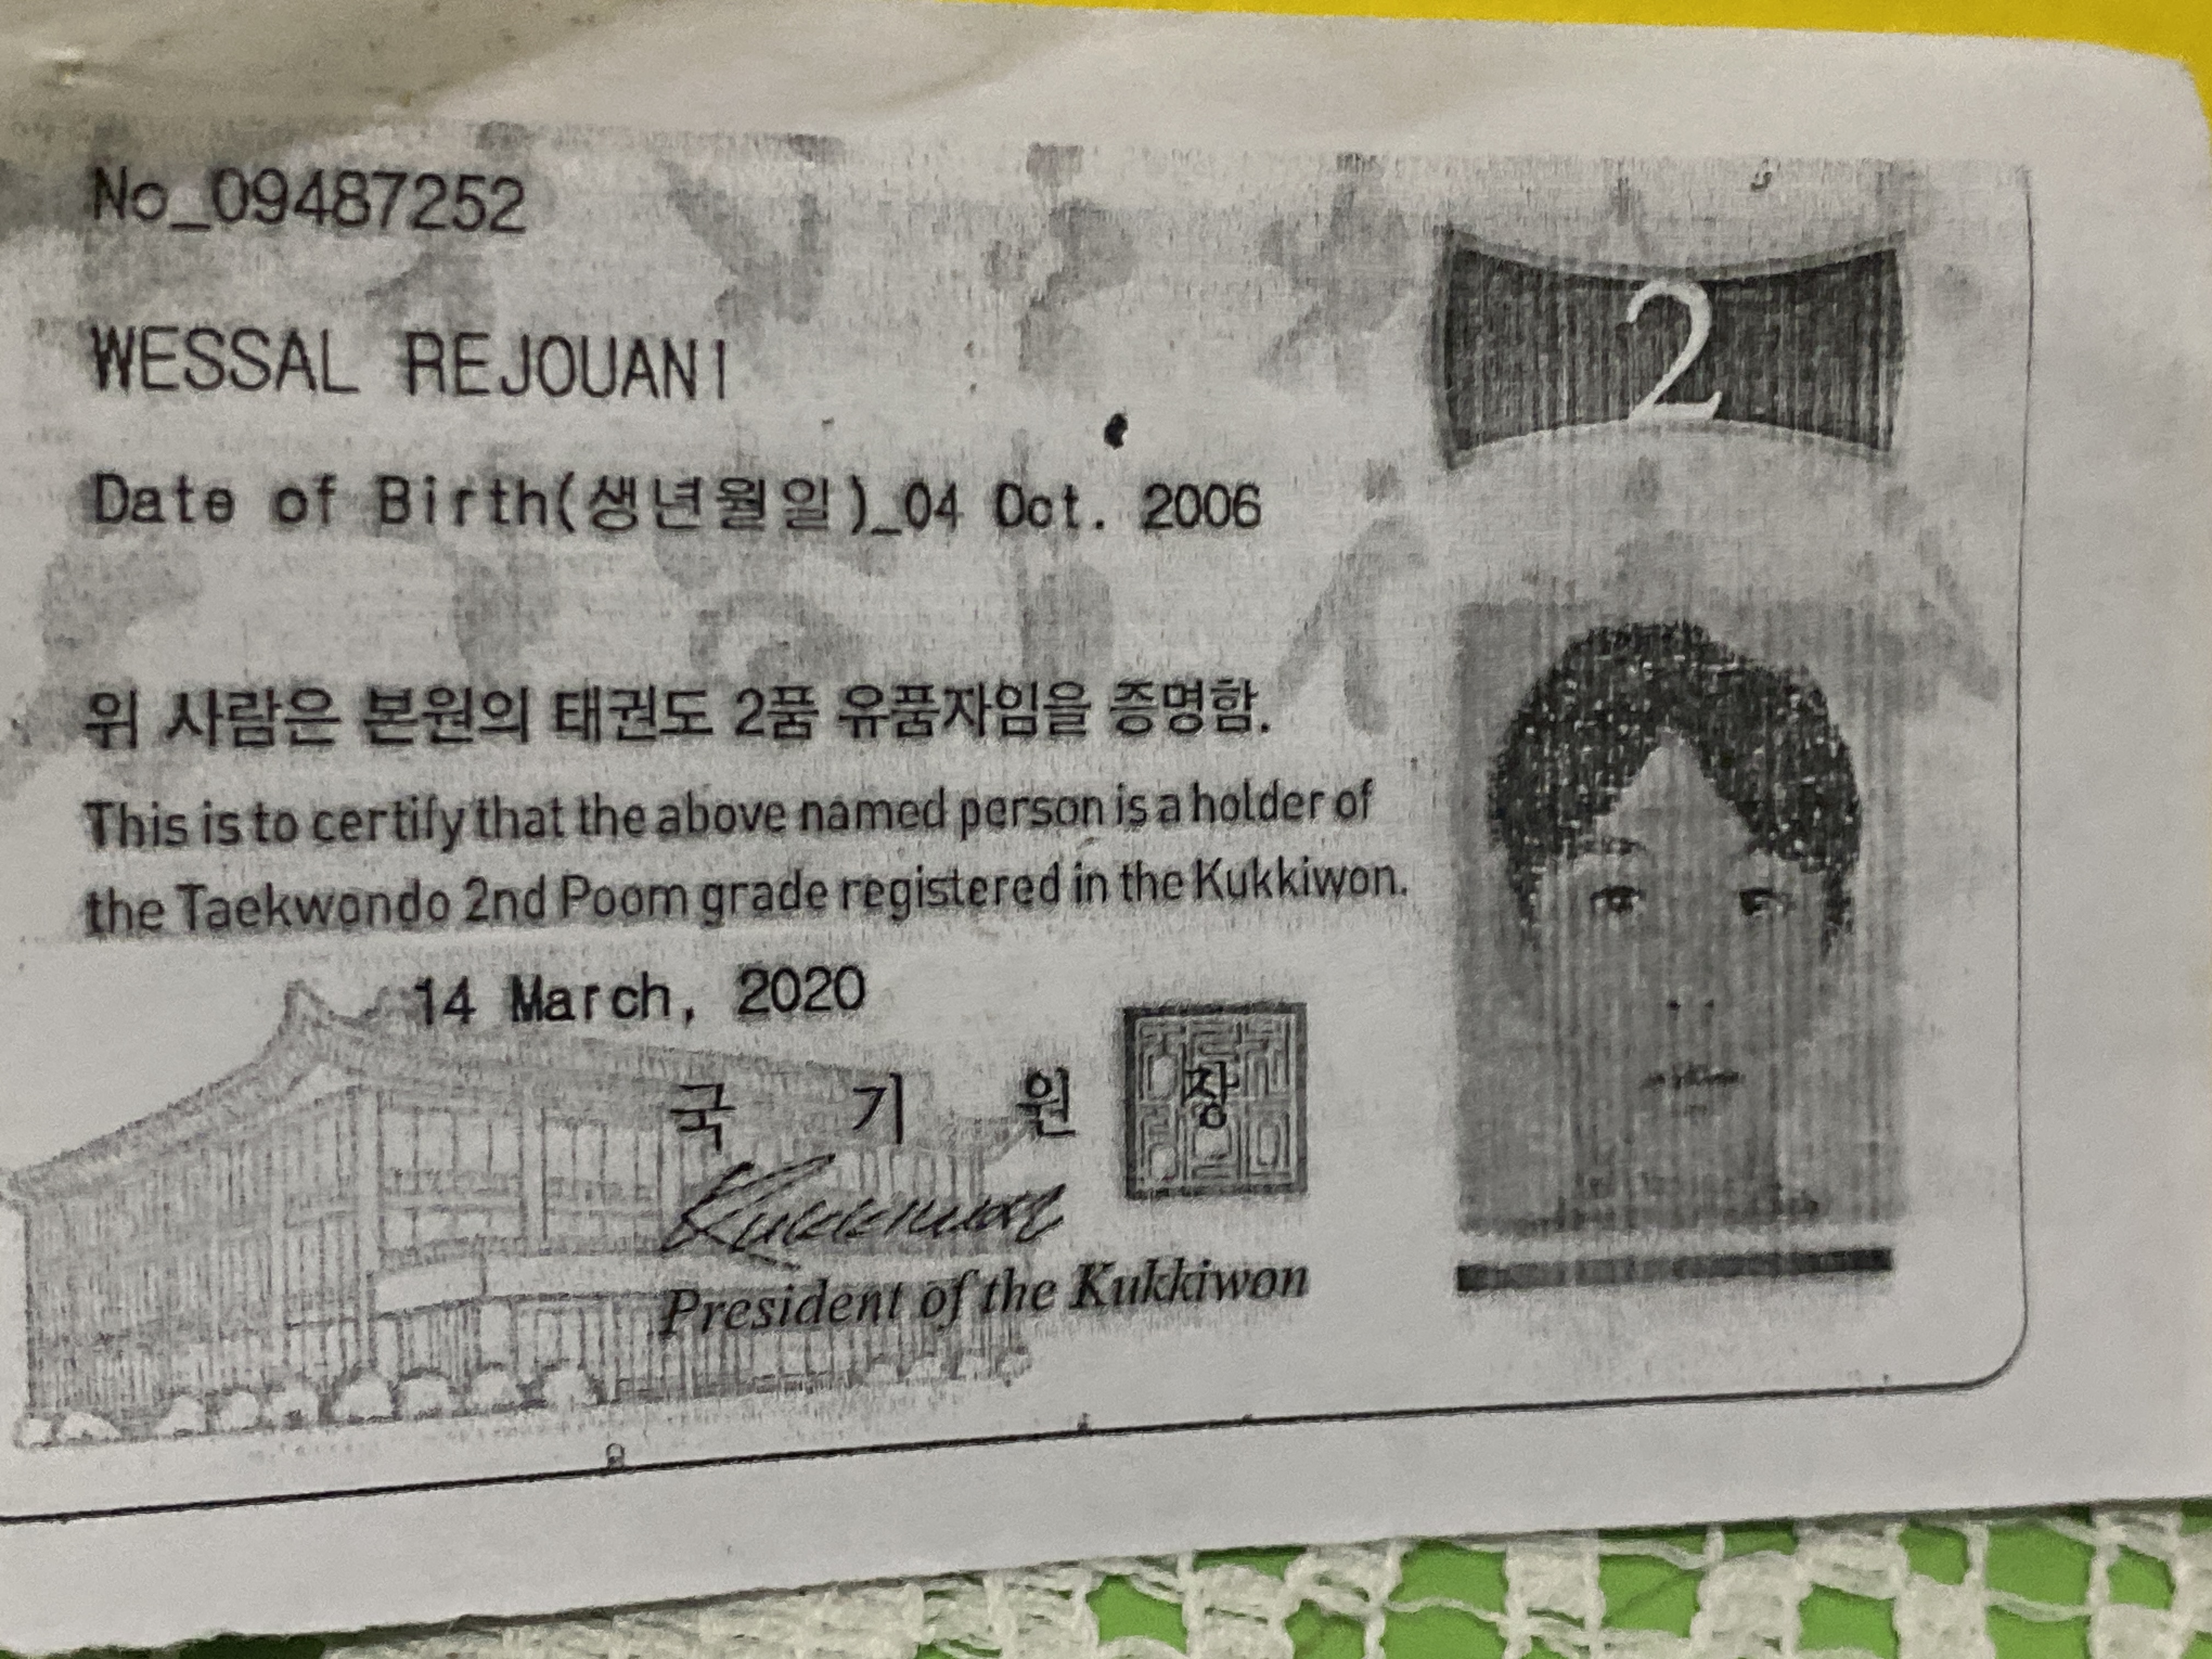 No_09487252
2
WESSAL REJOUANI
Date of Birth(생년월일)_04 Oct. 2006
위 사람은 본원의 태권도 2품 유품자임을 증명함.
This is to certify that the above named person is a holder of
the Taekwondo 2nd Poom grade registered in the Kukkiwon.
14 March, 2020
국 기 원 장
Kukkiwon
President of the Kukkiwon